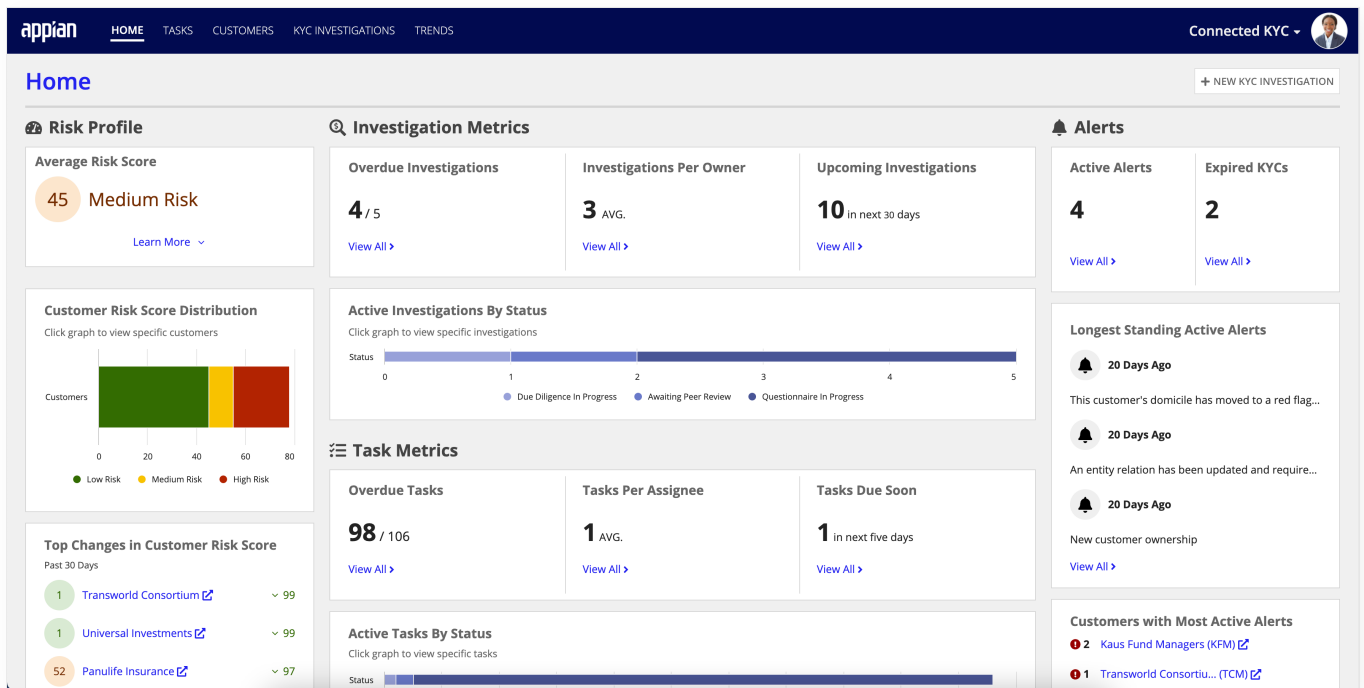 appian
HOME TASKS CUSTOMERS KYC INVESTIGATIONS TRENDS
Connected KYC
Home
+ NEW KYC INVESTIGATION
Risk Profile
Average Risk Score
45 Medium Risk
Learn More
Customer Risk Score Distribution
Click graph to view specific customers
Customers
0 20 40 60 80
Low Risk Medium Risk High Risk
Top Changes in Customer Risk Score
Past 30 Days
1 Transworld Consortium 99
1 Universal Investments 99
52 Panulife Insurance 97
Investigation Metrics
Overdue Investigations
4 / 5
View All
Investigations Per Owner
3 AVG.
View All
Upcoming Investigations
10 in next 30 days
View All
Active Investigations By Status
Click graph to view specific investigations
Status
0 1 2 3 4 5
Due Diligence In Progress Awaiting Peer Review Questionnaire In Progress
Task Metrics
Overdue Tasks
98 / 106
View All
Tasks Per Assignee
1 AVG.
View All
Tasks Due Soon
1 in next five days
View All
Active Tasks By Status
Click graph to view specific tasks
Status
Alerts
Active Alerts
4
View All
Expired KYCs
2
View All
Longest Standing Active Alerts
20 Days Ago
This customer's domicile has moved to a red flag...
20 Days Ago
An entity relation has been updated and require...
20 Days Ago
New customer ownership
View All
Customers with Most Active Alerts
2 Kaus Fund Managers (KFM)
1 Transworld Consortiu... (TCM)